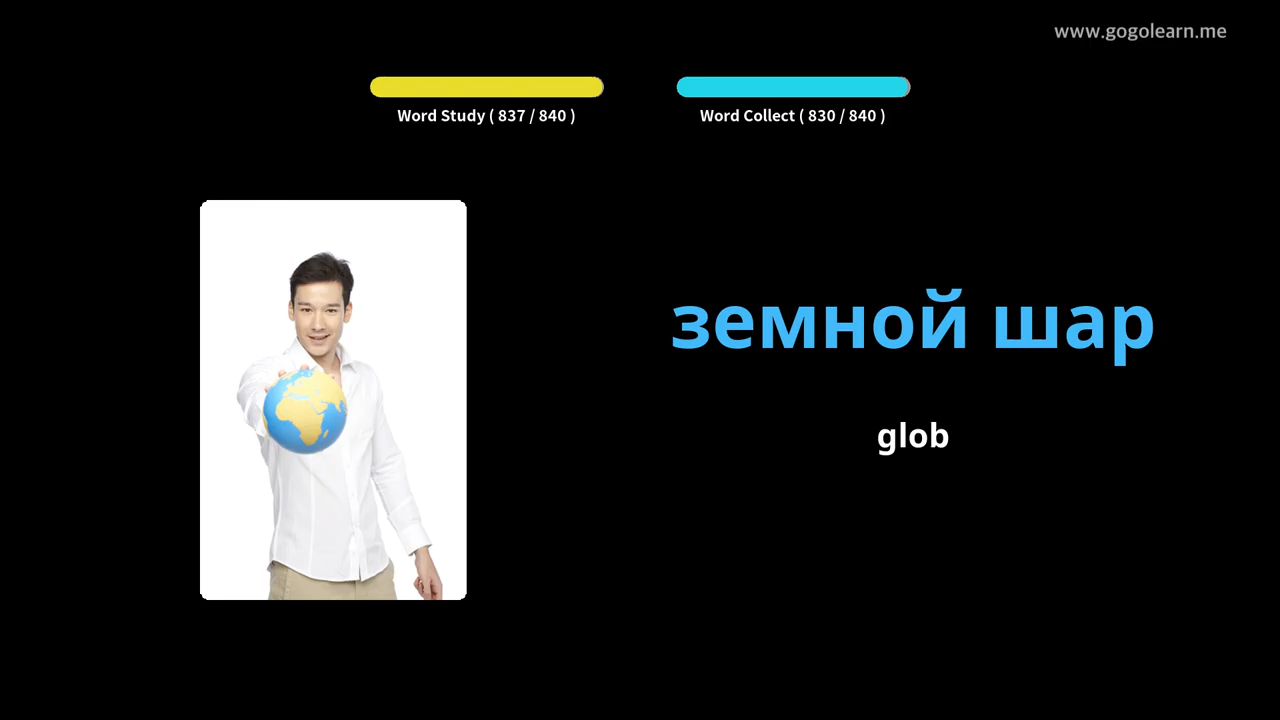 www.gogolearn.me
Word Study ( 837 / 840 )
Word Collect ( 830 / 840 )
земной шар
glob